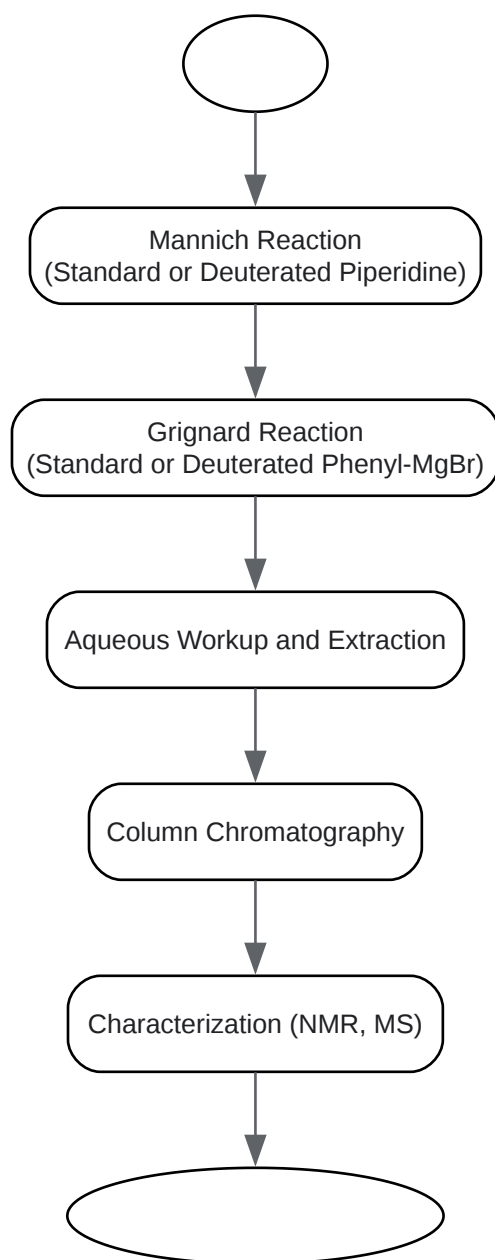 Mannich Reaction
(Standard or Deuterated Piperidine)
Grignard Reaction
(Standard or Deuterated Phenyl-MgBr)
Aqueous Workup and Extraction
Column Chromatography
Characterization (NMR, MS)